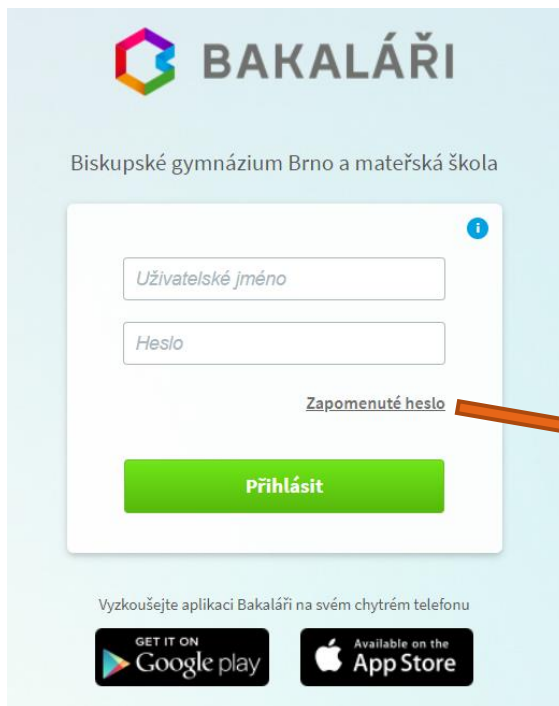 BAKALÁŘI
Biskupské gymnázium Brno a mateřská škola
i
Uživatelské jméno
Heslo
Zapomenuté heslo
Přihlásit
Vyzkoušejte aplikaci Bakaláři na svém chytrém telefonu
GET IT ON
Google play
Available on the
App Store